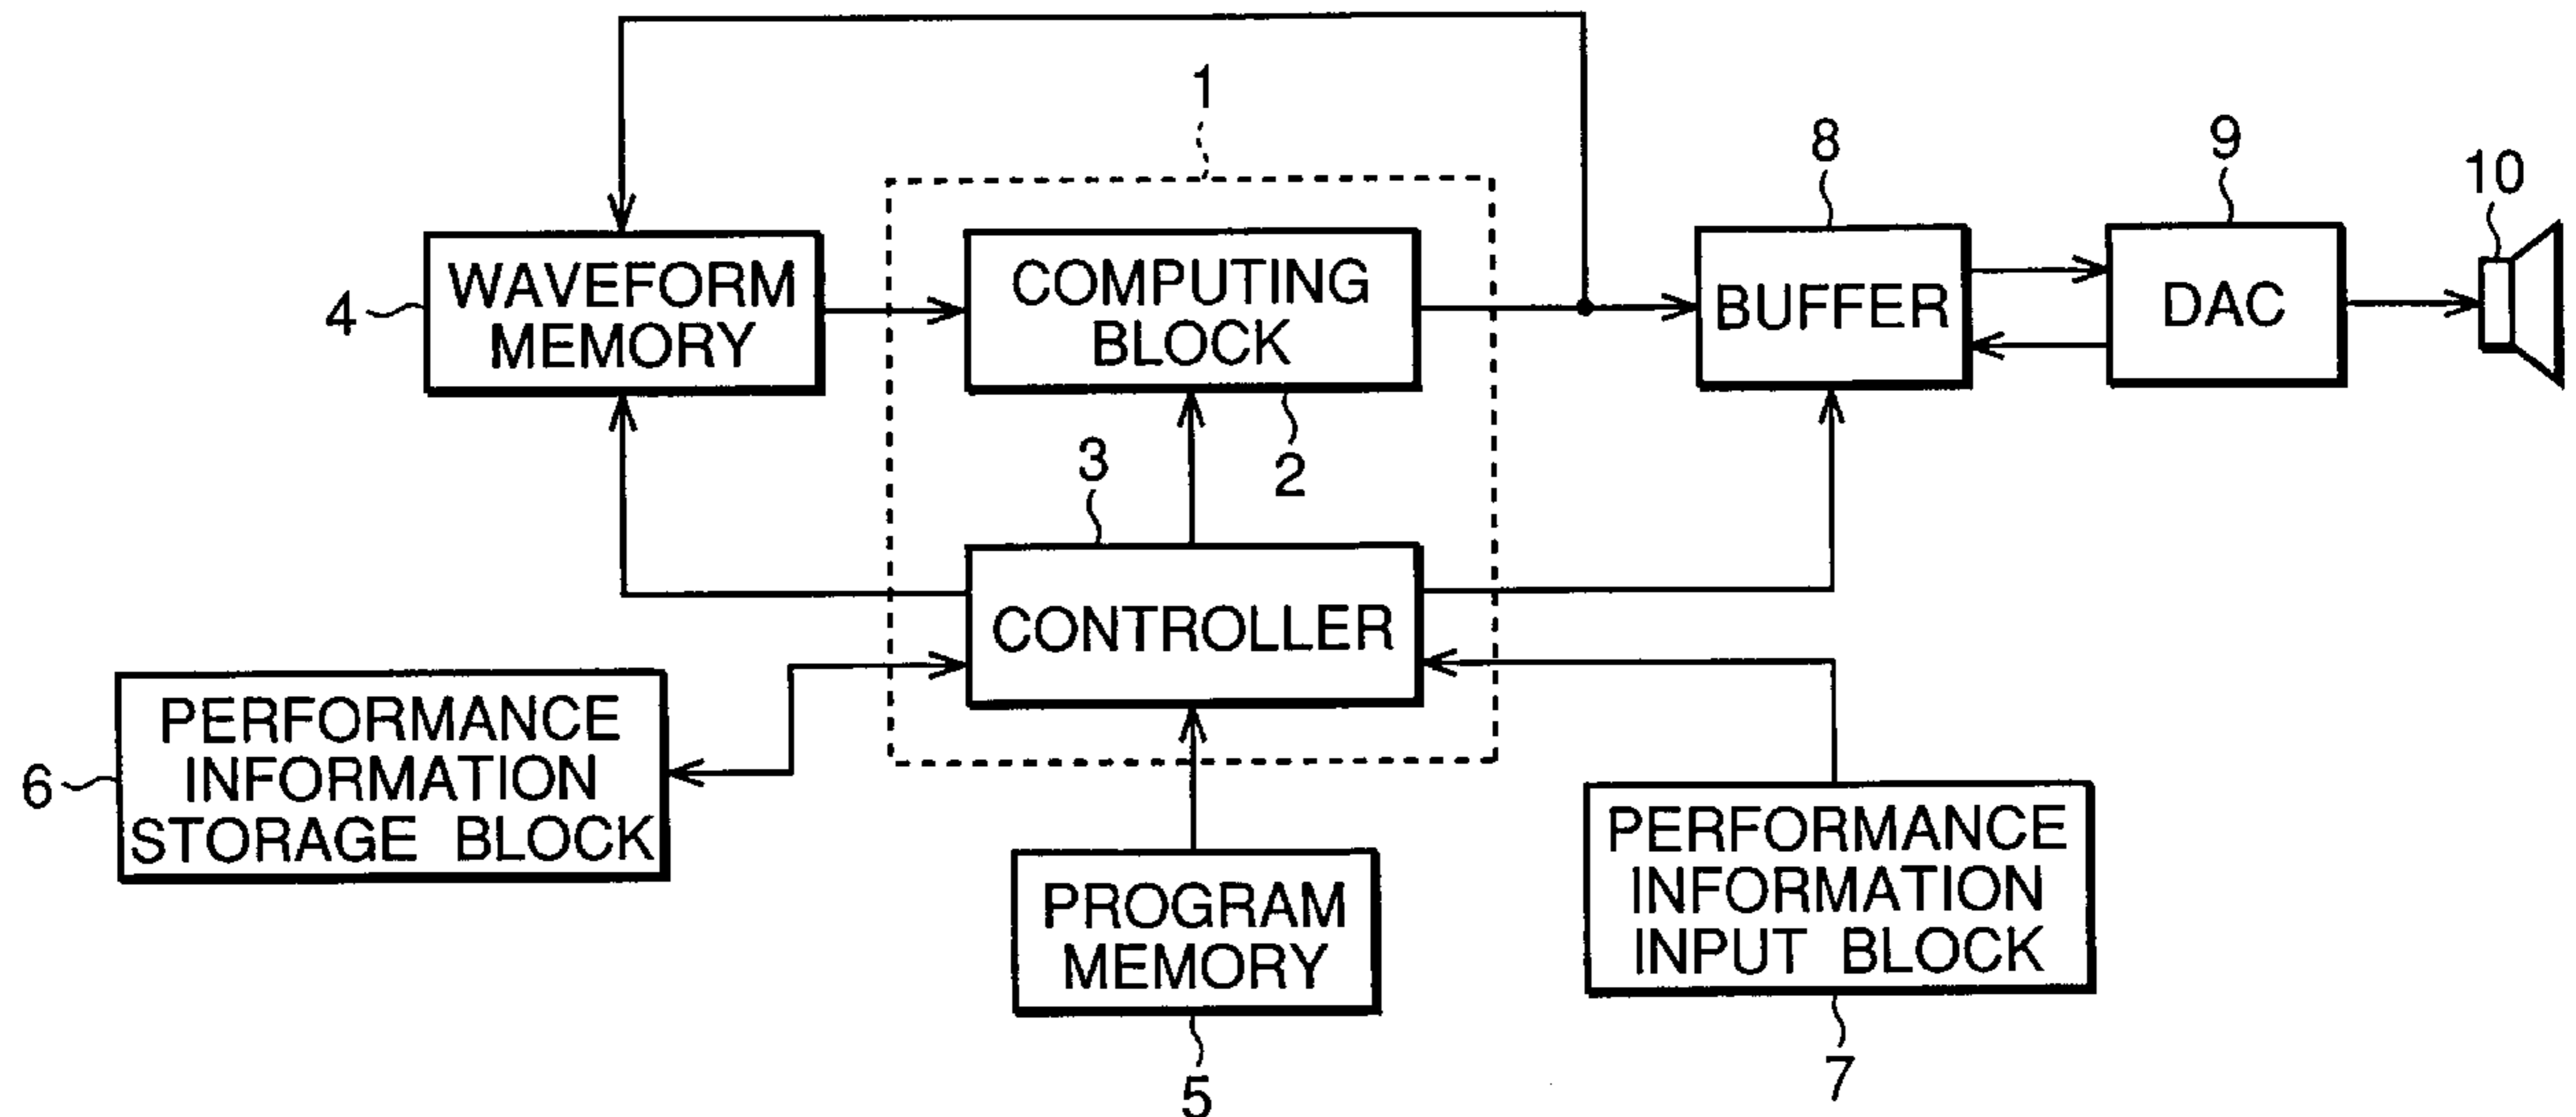 1
8
9
10
4
WAVEFORM
MEMORY
COMPUTING
BLOCK
BUFFER
DAC
3
2
CONTROLLER
6
PERFORMANCE
INFORMATION
STORAGE BLOCK
PROGRAM
MEMORY
PERFORMANCE
INFORMATION
INPUT BLOCK
5
7